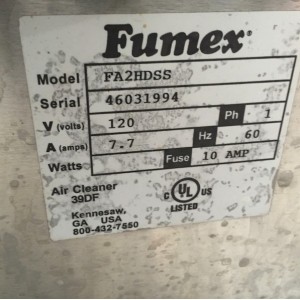 Fumex®
Model FA2HDSS
Serial 46031994
V (volts) 120 Ph 1
A (amps) 7.7 Hz 60
Watts Fuse 10 AMP
Air Cleaner
39DF
Kennesaw,
GA USA
800-432-7550
C UL US
LISTED